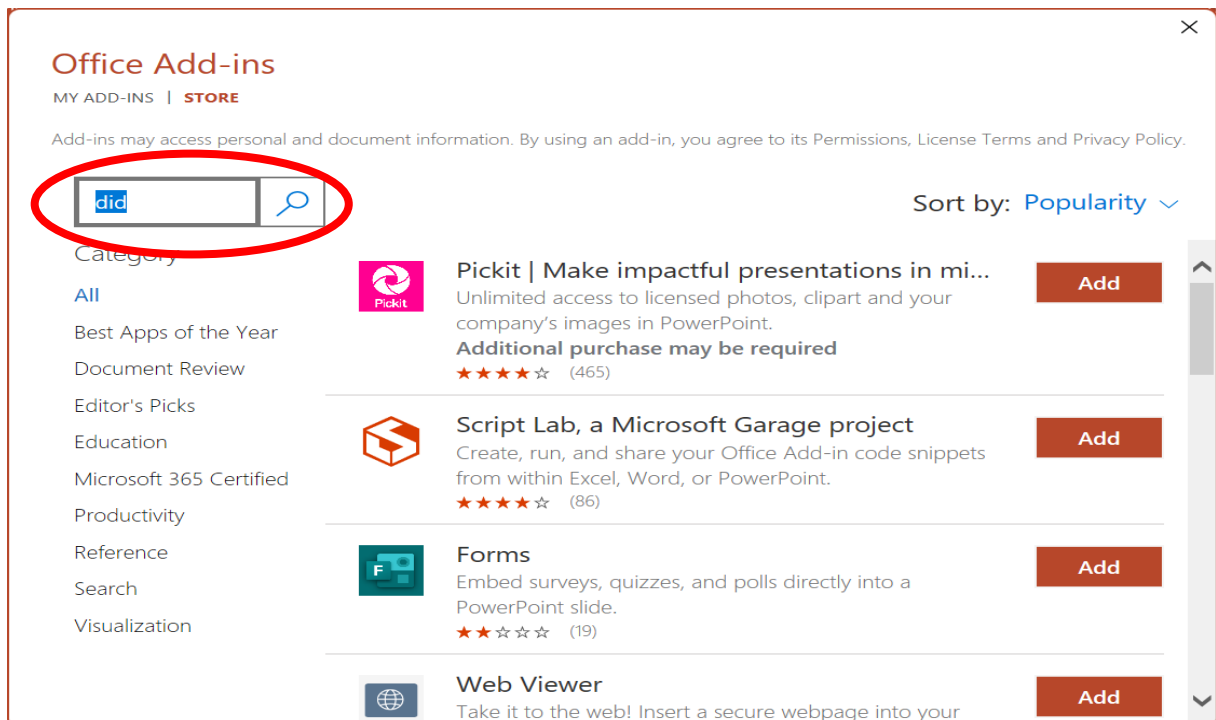 Office Add-ins
MY ADD-INS | STORE
Add-ins may access personal and document information. By using an add-in, you agree to its Permissions, License Terms and Privacy Policy.
did
Sort by: Popularity
Category
All
Best Apps of the Year
Document Review
Editor's Picks
Education
Microsoft 365 Certified
Productivity
Reference
Search
Visualization
Pickit
Pickit | Make impactful presentations in mi...
Unlimited access to licensed photos, clipart and your
company's images in PowerPoint.
Additional purchase may be required
(465)
Add
Script Lab, a Microsoft Garage project
Create, run, and share your Office Add-in code snippets
from within Excel, Word, or PowerPoint.
(86)
Add
F
Forms
Embed surveys, quizzes, and polls directly into a
PowerPoint slide.
(19)
Add
Web Viewer
Take it to the web! Insert a secure webpage into your
Add